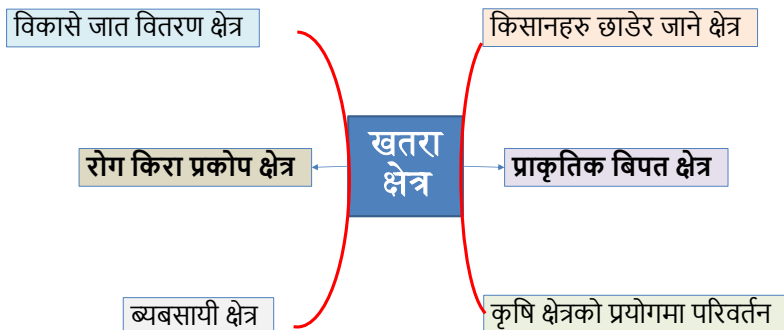 विकासे जात वितरण क्षेत्र
किसानहरु छाडेर जाने क्षेत्र
खतरा
क्षेत्र
रोग किरा प्रकोप क्षेत्र
प्राकृतिक बिपत क्षेत्र
ब्यबसायी क्षेत्र
कृषि क्षेत्रको प्रयोगमा परिवर्तन